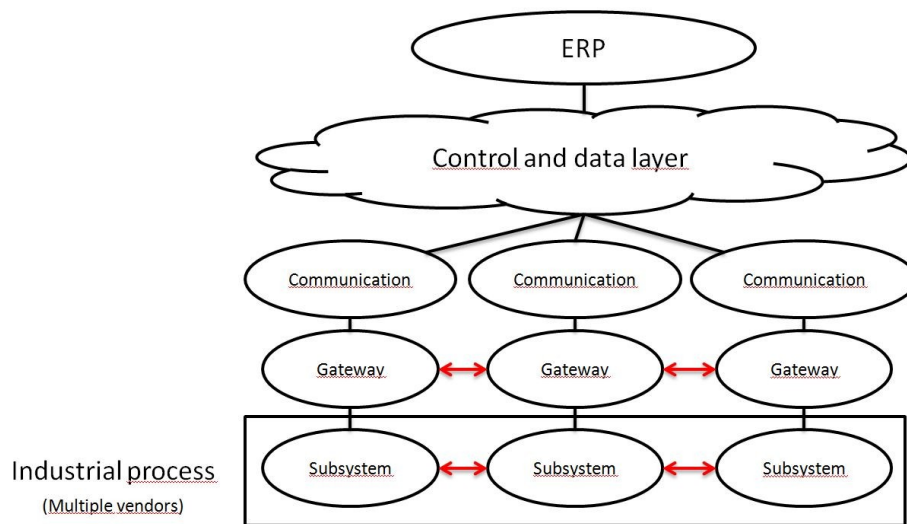 ERP
Control and data layer
Communication Communication Communication
Gateway Gateway Gateway
Subsystem Subsystem Subsystem
Industrial process
(Multiple vendors)